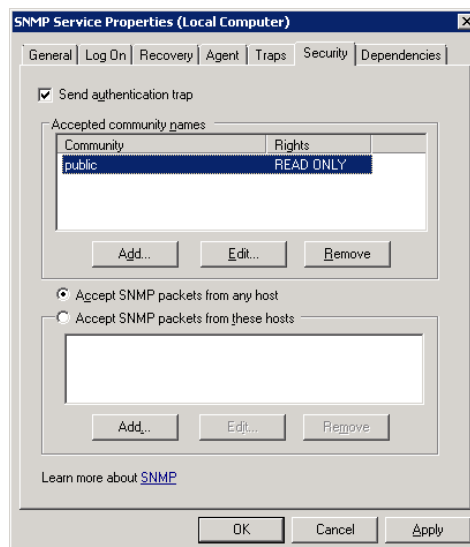 SNMP Service Properties (Local Computer)
General Log On Recovery Agent Traps Security Dependencies
Send authentication trap
Accepted community names
Community Rights
public READ ONLY
Add... Edit... Remove
Accept SNMP packets from any host
Accept SNMP packets from these hosts
Add... Edit... Remove
Learn more about SNMP
OK Cancel Apply